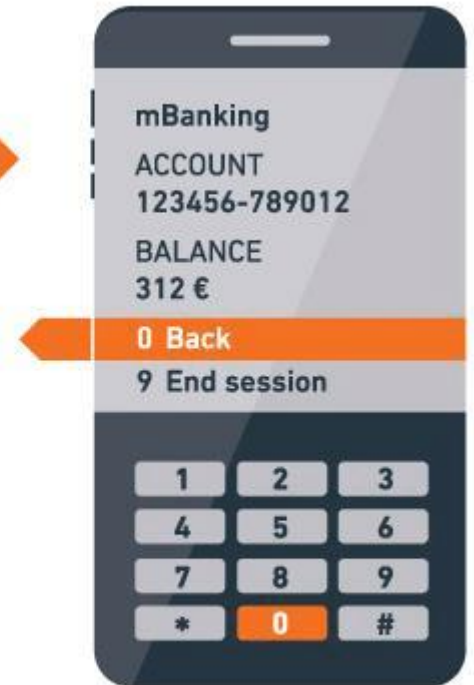 mBanking
ACCOUNT
123456-789012
BALANCE
312 €
0 Back
9 End session
1 2 3
4 5 6
7 8 9
* 0 #